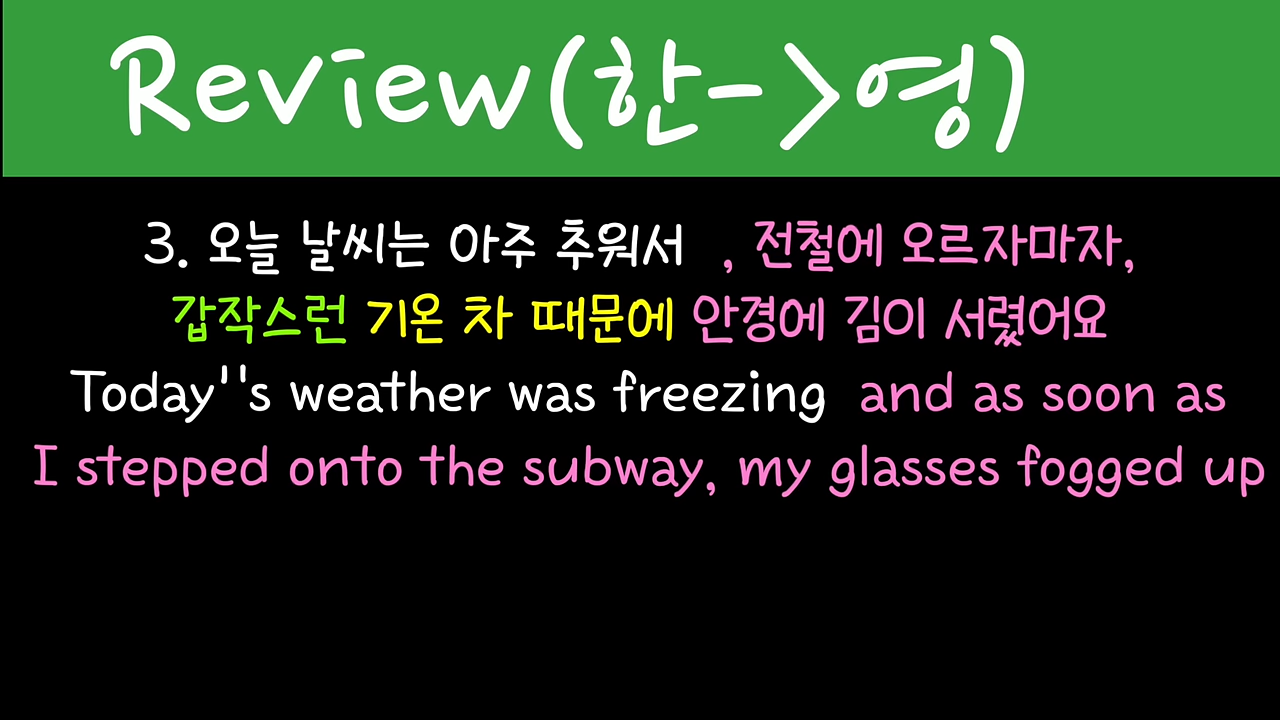 Review(한->영)
3. 오늘 날씨는 아주 추워서 , 전철에 오르자마자,
갑작스런 기온 차 때문에 안경에 김이 서렸어요
Today''s weather was freezing and as soon as
I stepped onto the subway, my glasses fogged up